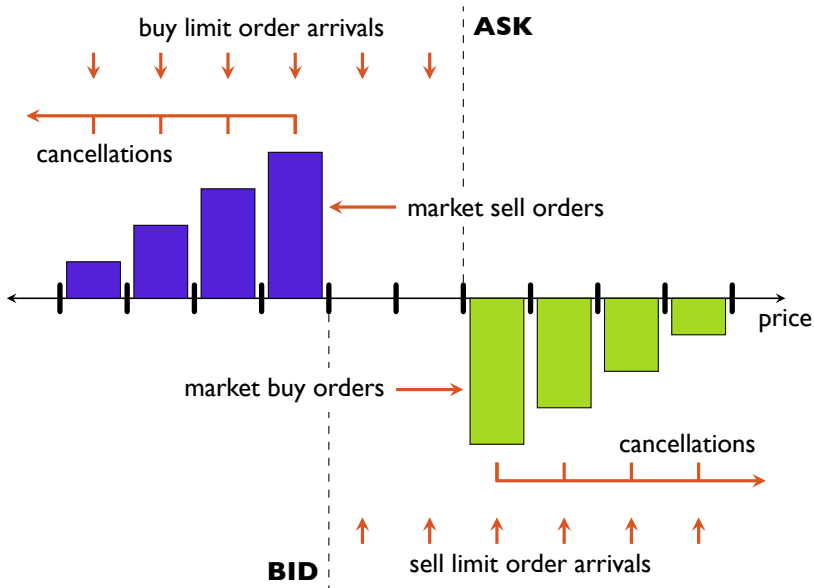 buy limit order arrivals
ASK
cancellations
market sell orders
price
market buy orders
cancellations
sell limit order arrivals
BID